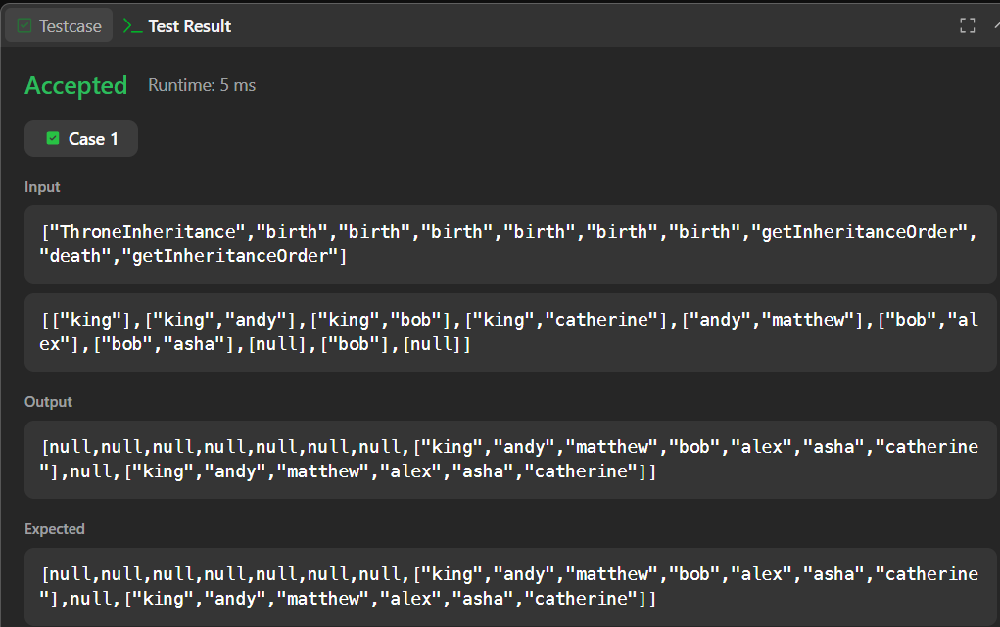 Testcase
Test Result
Accepted
Runtime: 5 ms
Case 1
Input
["ThroneInheritance","birth","birth","birth","birth","birth","birth","getInheritanceOrder",
"death","getInheritanceOrder"]
[["king"],["king","andy"],["king","bob"],["king","catherine"],["andy","matthew"],["bob","al
ex"],["bob","asha"],[null],["bob"],[null]]
Output
[null,null,null,null,null,null,null,["king","andy","matthew","bob","alex","asha","catherine
"],null,["king","andy","matthew","alex","asha","catherine"]]
Expected
[null,null,null,null,null,null,null,["king","andy","matthew","bob","alex","asha","catherine
"],null,["king","andy","matthew","alex","asha","catherine"]]